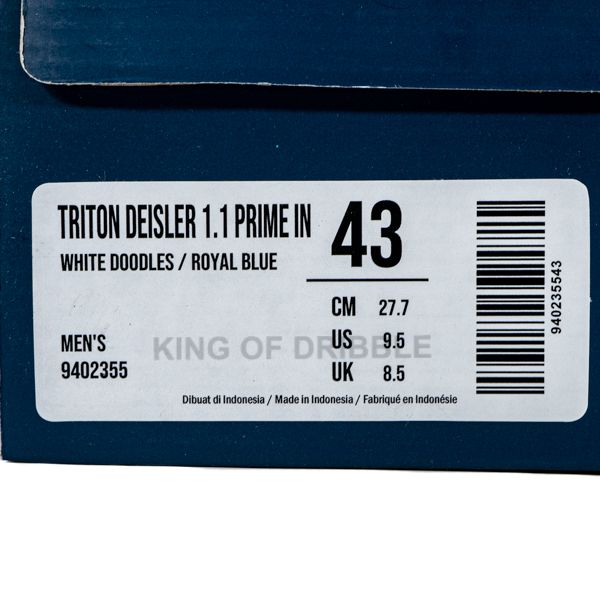 TRITON DEISLER 1.1 PRIME IN
WHITE DOODLES / ROYAL BLUE
43
CM 27.7
US 9.5
UK 8.5
MEN'S
9402355
KING OF DRIBBLE
Dibuat di Indonesia / Made in Indonesia / Fabriqué en Indonésie
940235543